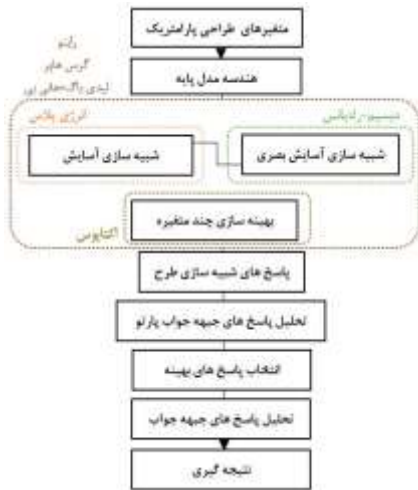 متغیرهای طراحی پارامتریک
راینو
گرس هاپر
لیدی باگ-هانی بی
هندسه مدل پایه
دیسیم-رادیانس
انرژی پلاس
شبیه سازی آسایش بصری
شبیه سازی آسایش
بهینه سازی چند متغیره
اکتاپوس
پاسخ های شبیه سازی طرح
تحلیل پاسخ های جبهه جواب پارتو
انتخاب پاسخ های بهینه
تحلیل پاسخ های جبهه جواب
نتیجه گیری